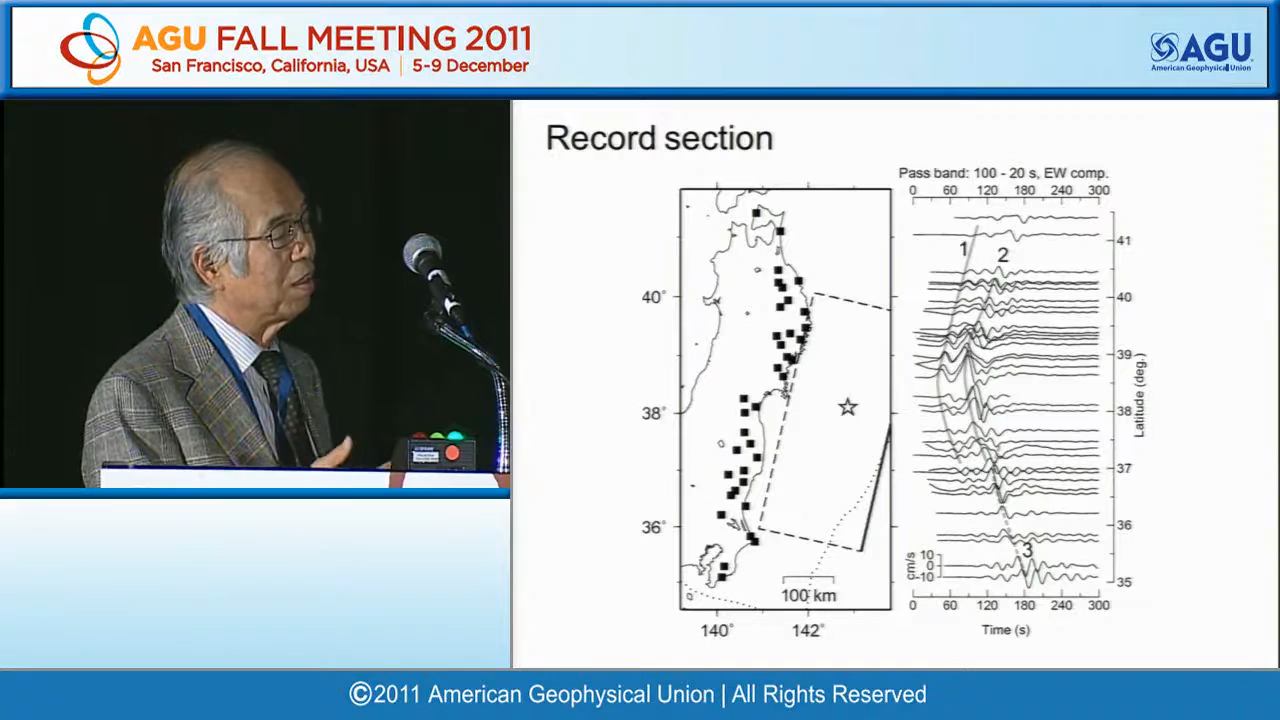 AGU FALL MEETING 2011
San Francisco, California, USA | 5-9 December
AGU
American Geophysical Union
Record section
Pass band: 100 - 20 s, EW comp.
0 60 120 180 240 300
1
2
3
41
40
39
38
37
36
35
Latitude (deg.)
40˚
38˚
36˚
100 km
140˚ 142˚
cm/s
10
0
-10
0 60 120 180 240 300
Time (s)
©2011 American Geophysical Union | All Rights Reserved